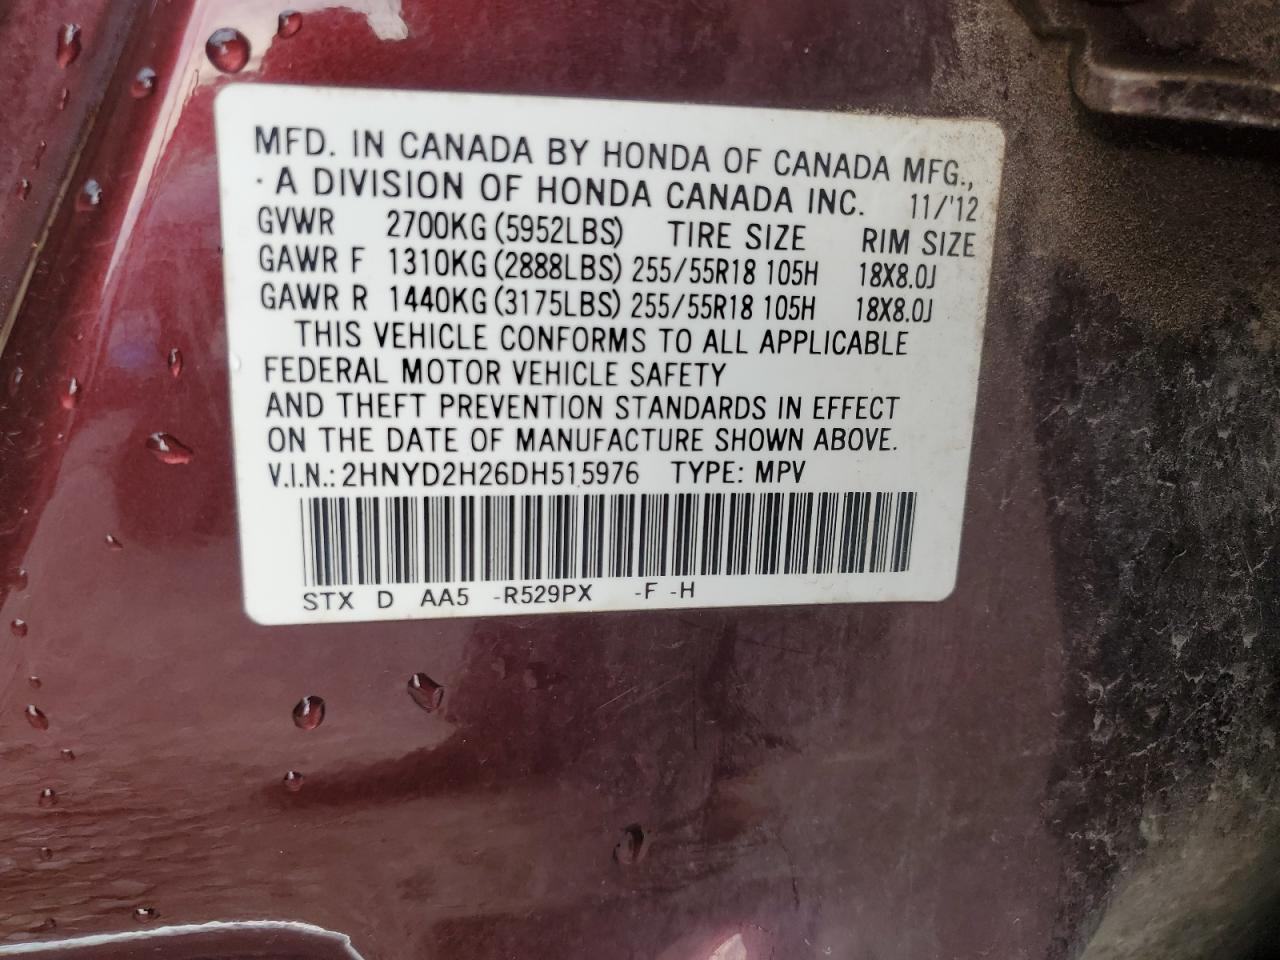 MFD. IN CANADA BY HONDA OF CANADA MFG.,
· A DIVISION OF HONDA CANADA INC. 11/'12
GVWR 2700KG (5952LBS) TIRE SIZE RIM SIZE
GAWR F 1310KG (2888LBS) 255/55R18 105H 18X8.0J
GAWR R 1440KG (3175LBS) 255/55R18 105H 18X8.0J
THIS VEHICLE CONFORMS TO ALL APPLICABLE
FEDERAL MOTOR VEHICLE SAFETY
AND THEFT PREVENTION STANDARDS IN EFFECT
ON THE DATE OF MANUFACTURE SHOWN ABOVE.
V.I.N.: 2HNYD2H26DH515976 TYPE: MPV
STX D AA5 -R529PX -F -H